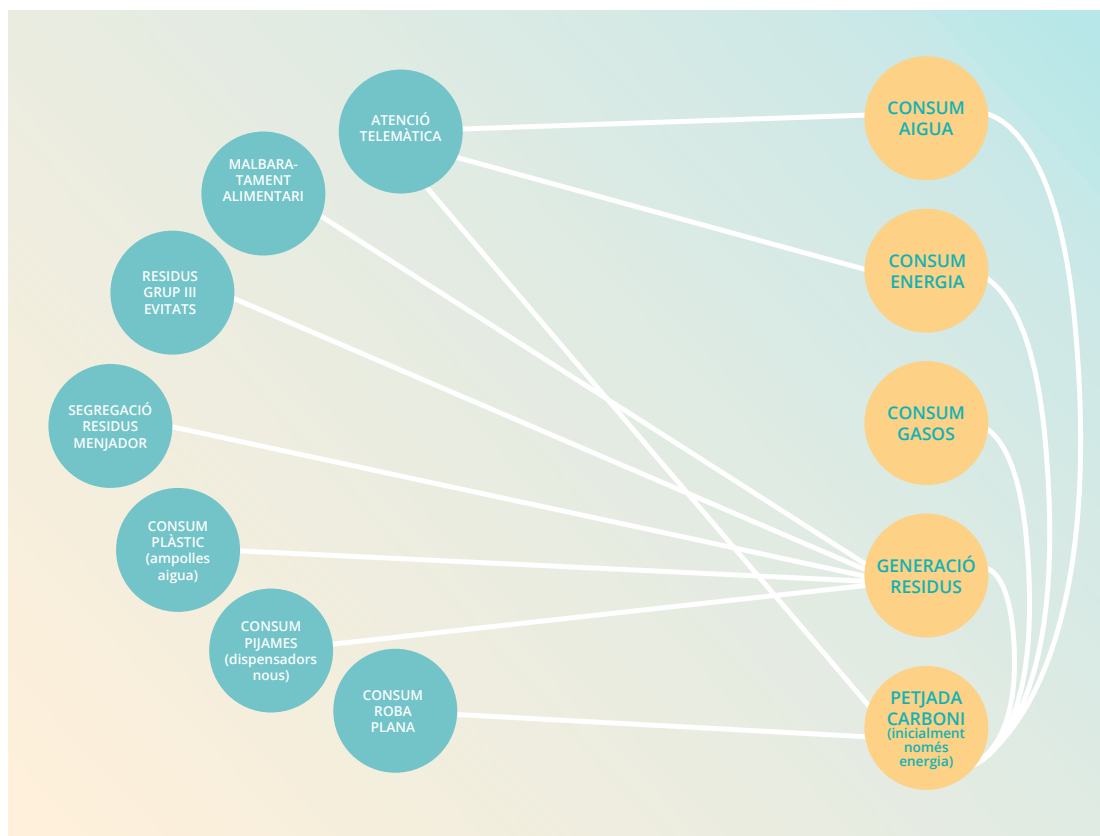 ATENCIÓ
TELEMÀTICA
MALBARA-
TAMENT
ALIMENTARI
RESIDUS
GRUP III
EVITATS
SEGREGACIÓ
RESIDUS
MENJADOR
CONSUM
PLÀSTIC
(ampolles
aigua)
CONSUM
PIJAMES
(dispensadors
nous)
CONSUM
ROBA
PLANA
CONSUM
AIGUA
CONSUM
ENERGIA
CONSUM
GASOS
GENERACIÓ
RESIDUS
PETJADA
CARBONI
(inicialment
només
energia)